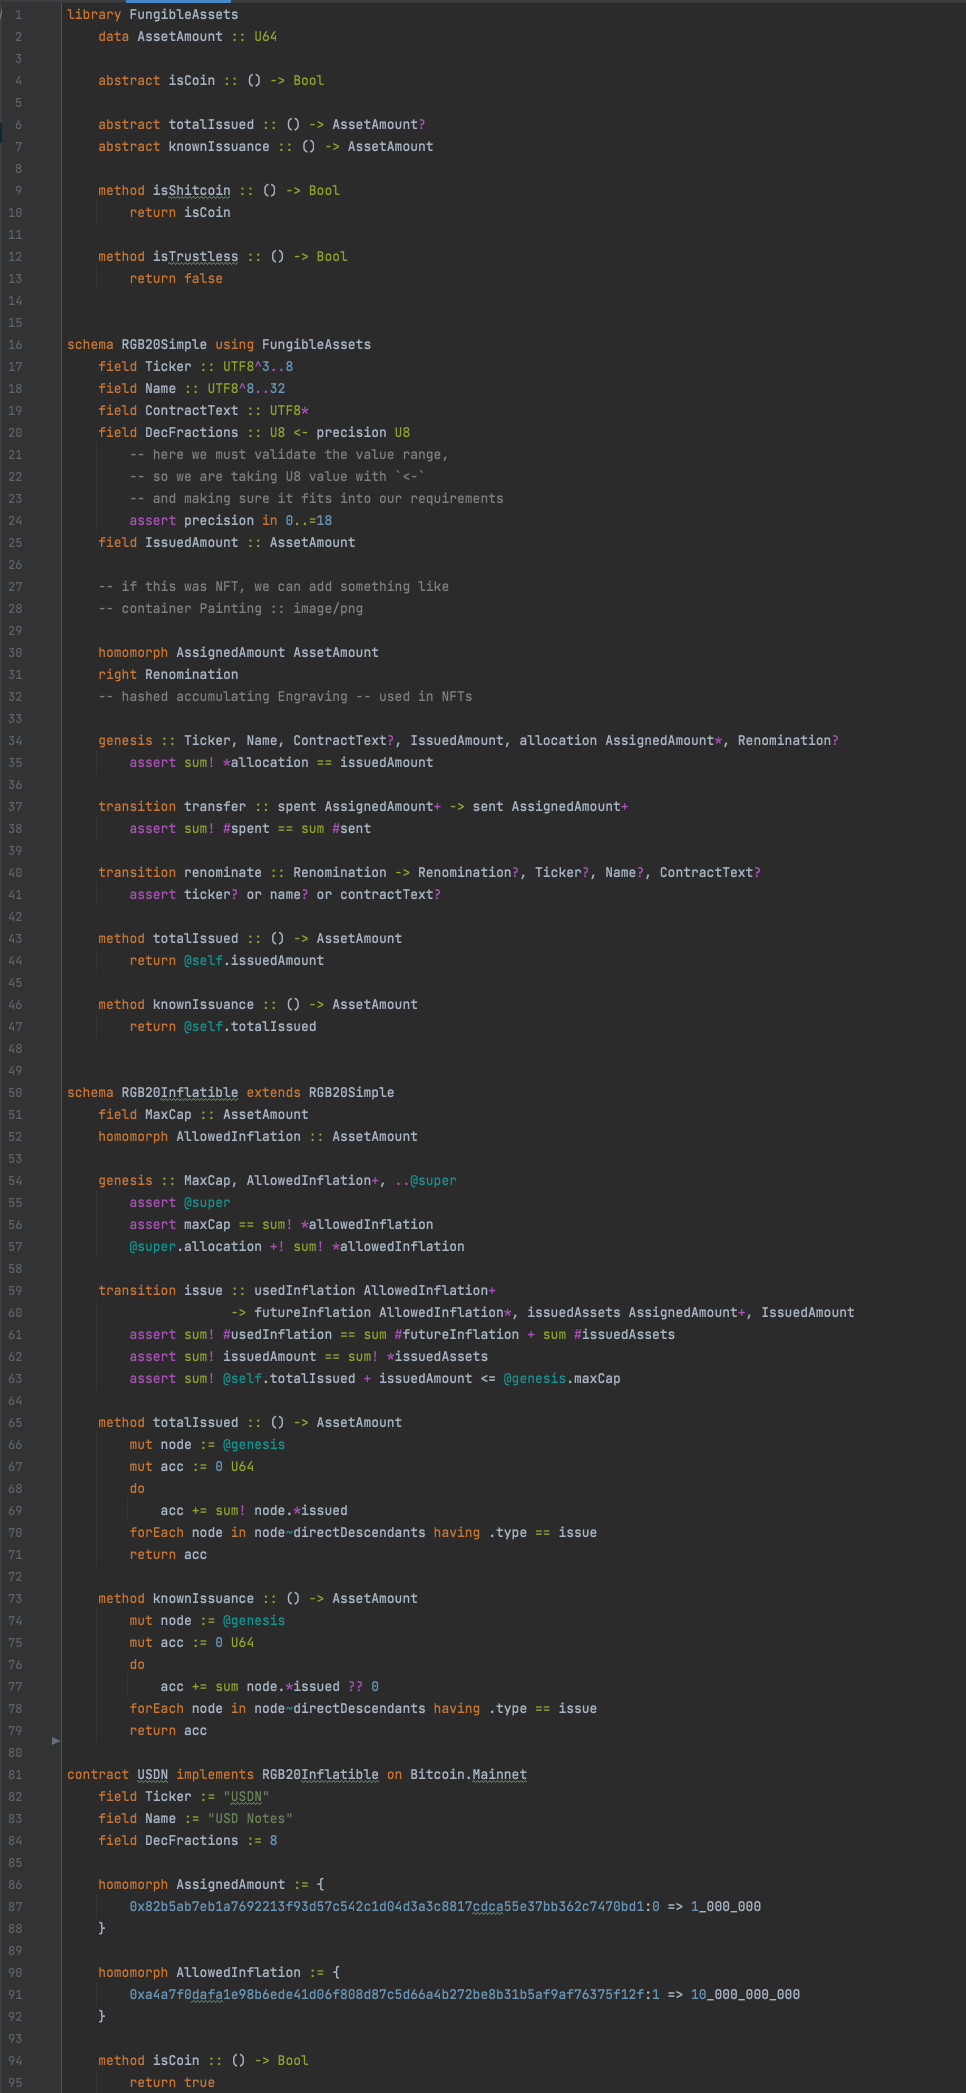 1 library FungibleAssets
2     data AssetAmount :: U64
3
4     abstract isCoin :: () -> Bool
5
6     abstract totalIssued :: () -> AssetAmount?
7     abstract knownIssuance :: () -> AssetAmount
8
9     method isShitcoin :: () -> Bool
10         return isCoin
11
12     method isTrustless :: () -> Bool
13         return false
14
15
16 schema RGB20Simple using FungibleAssets
17     field Ticker :: UTF8^3..8
18     field Name :: UTF8^8..32
19     field ContractText :: UTF8*
20     field DecFractions :: U8 <- precision U8
21         -- here we must validate the value range,
22         -- so we are taking U8 value with `<-`
23         -- and making sure it fits into our requirements
24         assert precision in 0..=18
25     field IssuedAmount :: AssetAmount
26
27     -- if this was NFT, we can add something like
28     -- container Painting :: image/png
29
30     homomorph AssignedAmount AssetAmount
31     right Renomination
32     -- hashed accumulating Engraving -- used in NFTs
33
34     genesis :: Ticker, Name, ContractText?, IssuedAmount, allocation AssignedAmount*, Renomination?
35         assert sum! *allocation == issuedAmount
36
37     transition transfer :: spent AssignedAmount+ -> sent AssignedAmount+
38         assert sum! #spent == sum #sent
39
40     transition renominate :: Renomination -> Renomination?, Ticker?, Name?, ContractText?
41         assert ticker? or name? or contractText?
42
43     method totalIssued :: () -> AssetAmount
44         return @self.issuedAmount
45
46     method knownIssuance :: () -> AssetAmount
47         return @self.totalIssued
48
49
50 schema RGB20Inflatible extends RGB20Simple
51     field MaxCap :: AssetAmount
52     homomorph AllowedInflation :: AssetAmount
53
54     genesis :: MaxCap, AllowedInflation+, ..@super
55         assert @super
56         assert maxCap == sum! *allowedInflation
57         @super.allocation +! sum! *allowedInflation
58
59     transition issue :: usedInflation AllowedInflation+
60                      -> futureInflation AllowedInflation*, issuedAssets AssignedAmount+, IssuedAmount
61         assert sum! #usedInflation == sum #futureInflation + sum #issuedAssets
62         assert sum! issuedAmount == sum! *issuedAssets
63         assert sum! @self.totalIssued + issuedAmount <= @genesis.maxCap
64
65     method totalIssued :: () -> AssetAmount
66         mut node := @genesis
67         mut acc := 0 U64
68         do
69             acc += sum! node.*issued
70         forEach node in node~directDescendants having .type == issue
71         return acc
72
73     method knownIssuance :: () -> AssetAmount
74         mut node := @genesis
75         mut acc := 0 U64
76         do
77             acc += sum node.*issued ?? 0
78         forEach node in node~directDescendants having .type == issue
79         return acc
80
81 contract USDN implements RGB20Inflatible on Bitcoin.Mainnet
82     field Ticker := "USDN"
83     field Name := "USD Notes"
84     field DecFractions := 8
85
86     homomorph AssignedAmount := {
87         0x82b5ab7eb1a7692213f93d57c542c1d04d3a3c8817cdca55e37bb362c7470bd1:0 => 1_000_000
88     }
89
90     homomorph AllowedInflation := {
91         0xa4a7f0dafa1e98b6ede41d06f808d87c5d66a4b272be8b31b5af9af76375f12f:1 => 10_000_000_000
92     }
93
94     method isCoin :: () -> Bool
95         return true